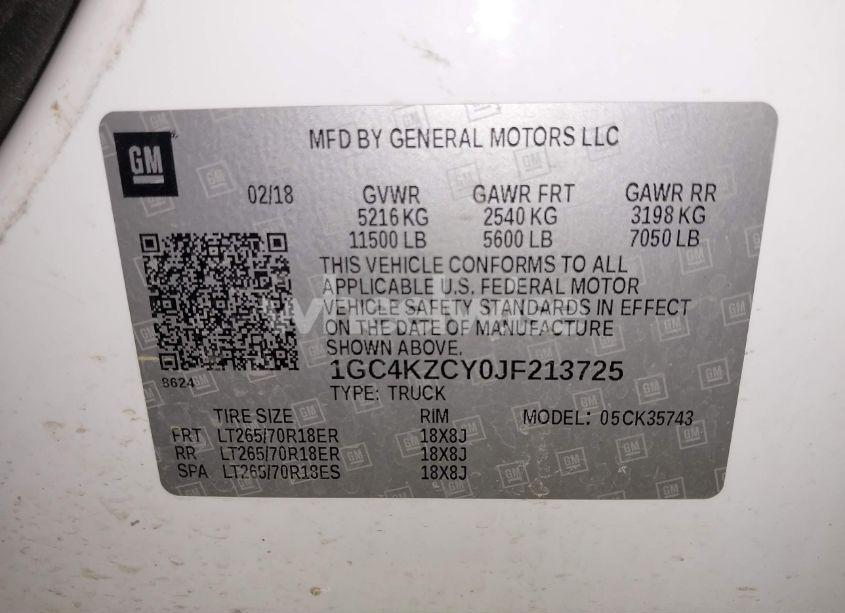 GM
MFD BY GENERAL MOTORS LLC
02/18 GVWR GAWR FRT GAWR RR
5216 KG 2540 KG 3198 KG
11500 LB 5600 LB 7050 LB
THIS VEHICLE CONFORMS TO ALL
APPLICABLE U.S. FEDERAL MOTOR
VEHICLE SAFETY STANDARDS IN EFFECT
ON THE DATE OF MANUFACTURE
SHOWN ABOVE.
8624
1GC4KZCY0JF213725
TYPE: TRUCK
TIRE SIZE RIM MODEL: 05CK35743
FRT LT265/70R18ER 18X8J
RR LT265/70R18ER 18X8J
SPA LT265/70R18ES 18X8J